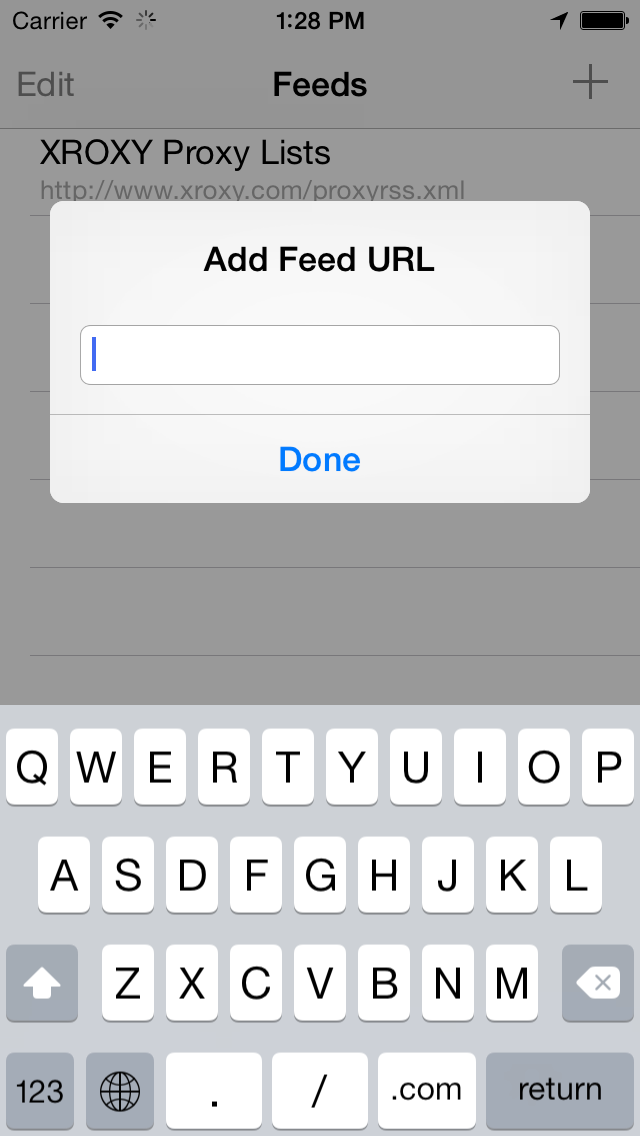 Carrier 1:28 PM
Edit Feeds
XROXY Proxy Lists
http://www.xroxy.com/proxyrss.xml
Add Feed URL
Done
Q W E R T Y U I O P
A S D F G H J K L
Z X C V B N M
123 . / .com return